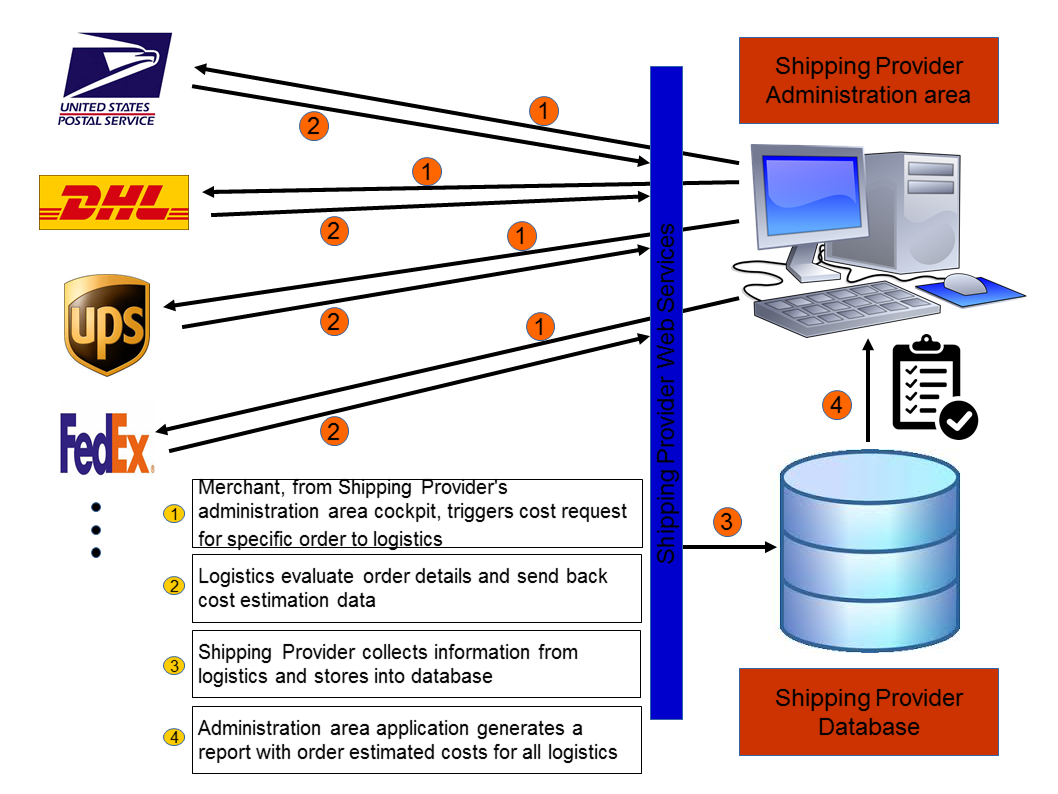 UNITED STATES
POSTAL SERVICE
Shipping Provider
Administration area
1
2
DHL
1
2
ups
1
2
FedEx
1
2
Shipping Provider Web Services
3
4
1
Merchant, from Shipping Provider's
administration area cockpit, triggers cost request
for specific order to logistics
2
Logistics evaluate order details and send back
cost estimation data
3
Shipping Provider collects information from
logistics and stores into database
4
Administration area application generates a
report with order estimated costs for all logistics
Shipping Provider
Database